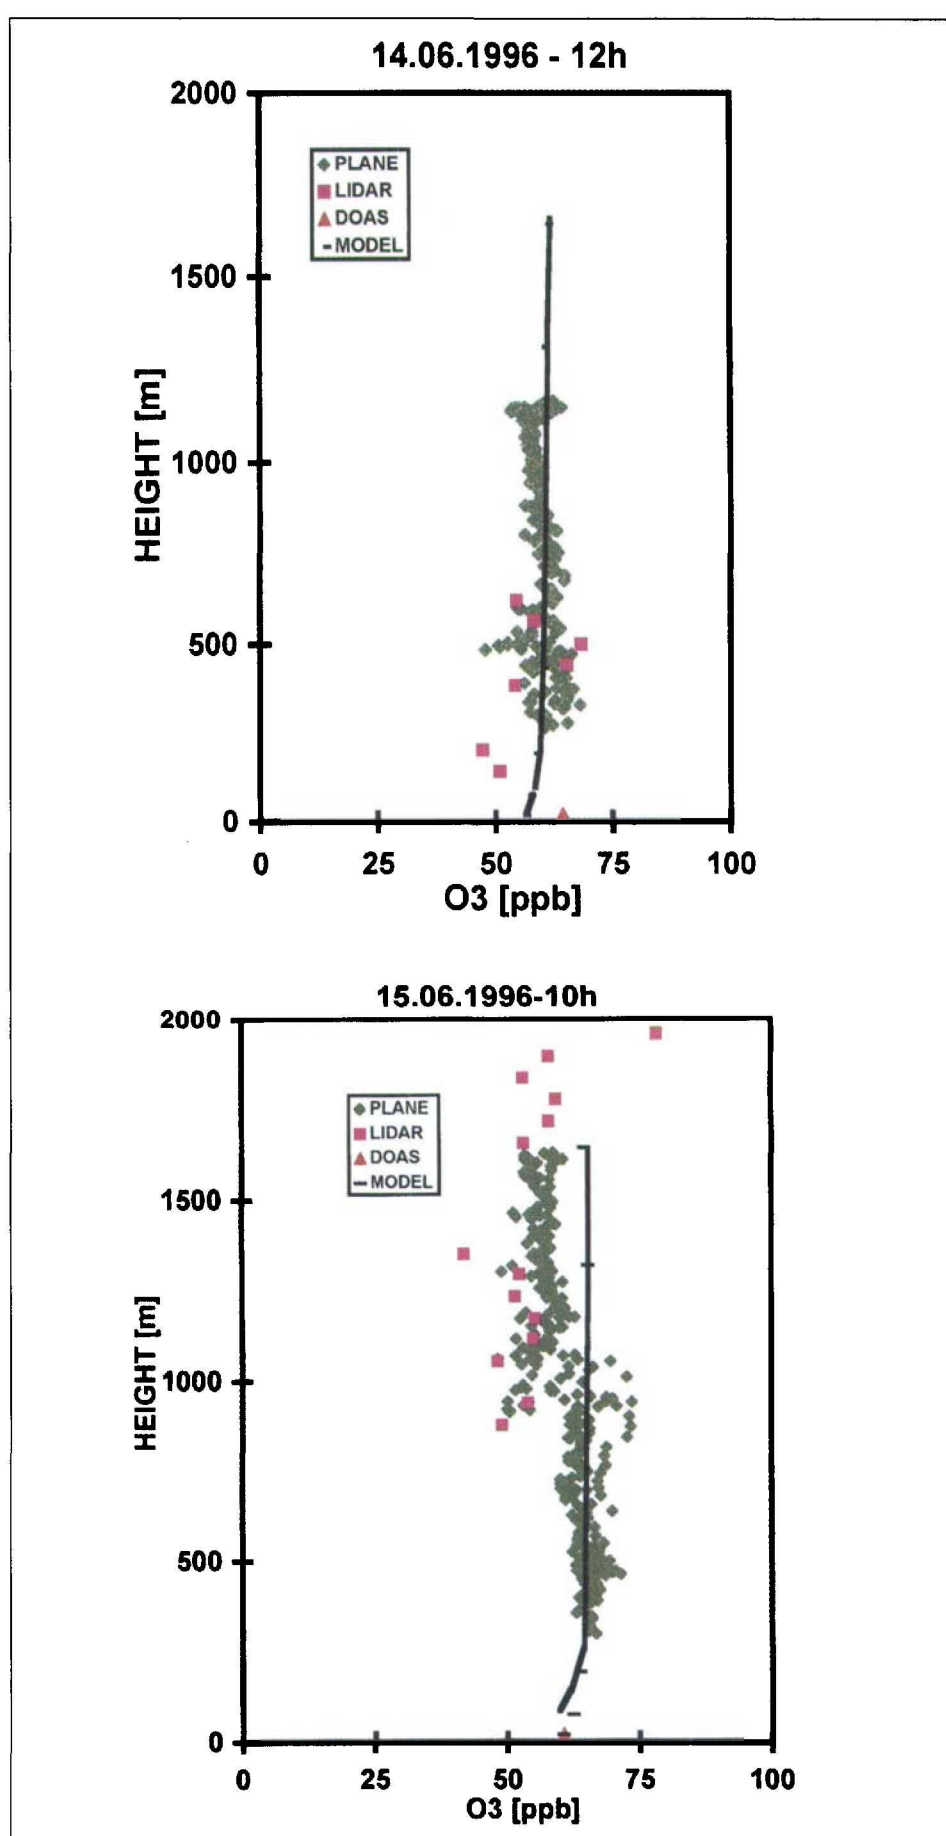 14.06.1996 - 12h
2000
PLANE
LIDAR
DOAS
MODEL
1500
HEIGHT [m]
1000
500
0
0 25 50 75 100
O3 [ppb]
15.06.1996-10h
2000
PLANE
LIDAR
DOAS
MODEL
1500
HEIGHT [m]
1000
500
0
0 25 50 75 100
O3 [ppb]